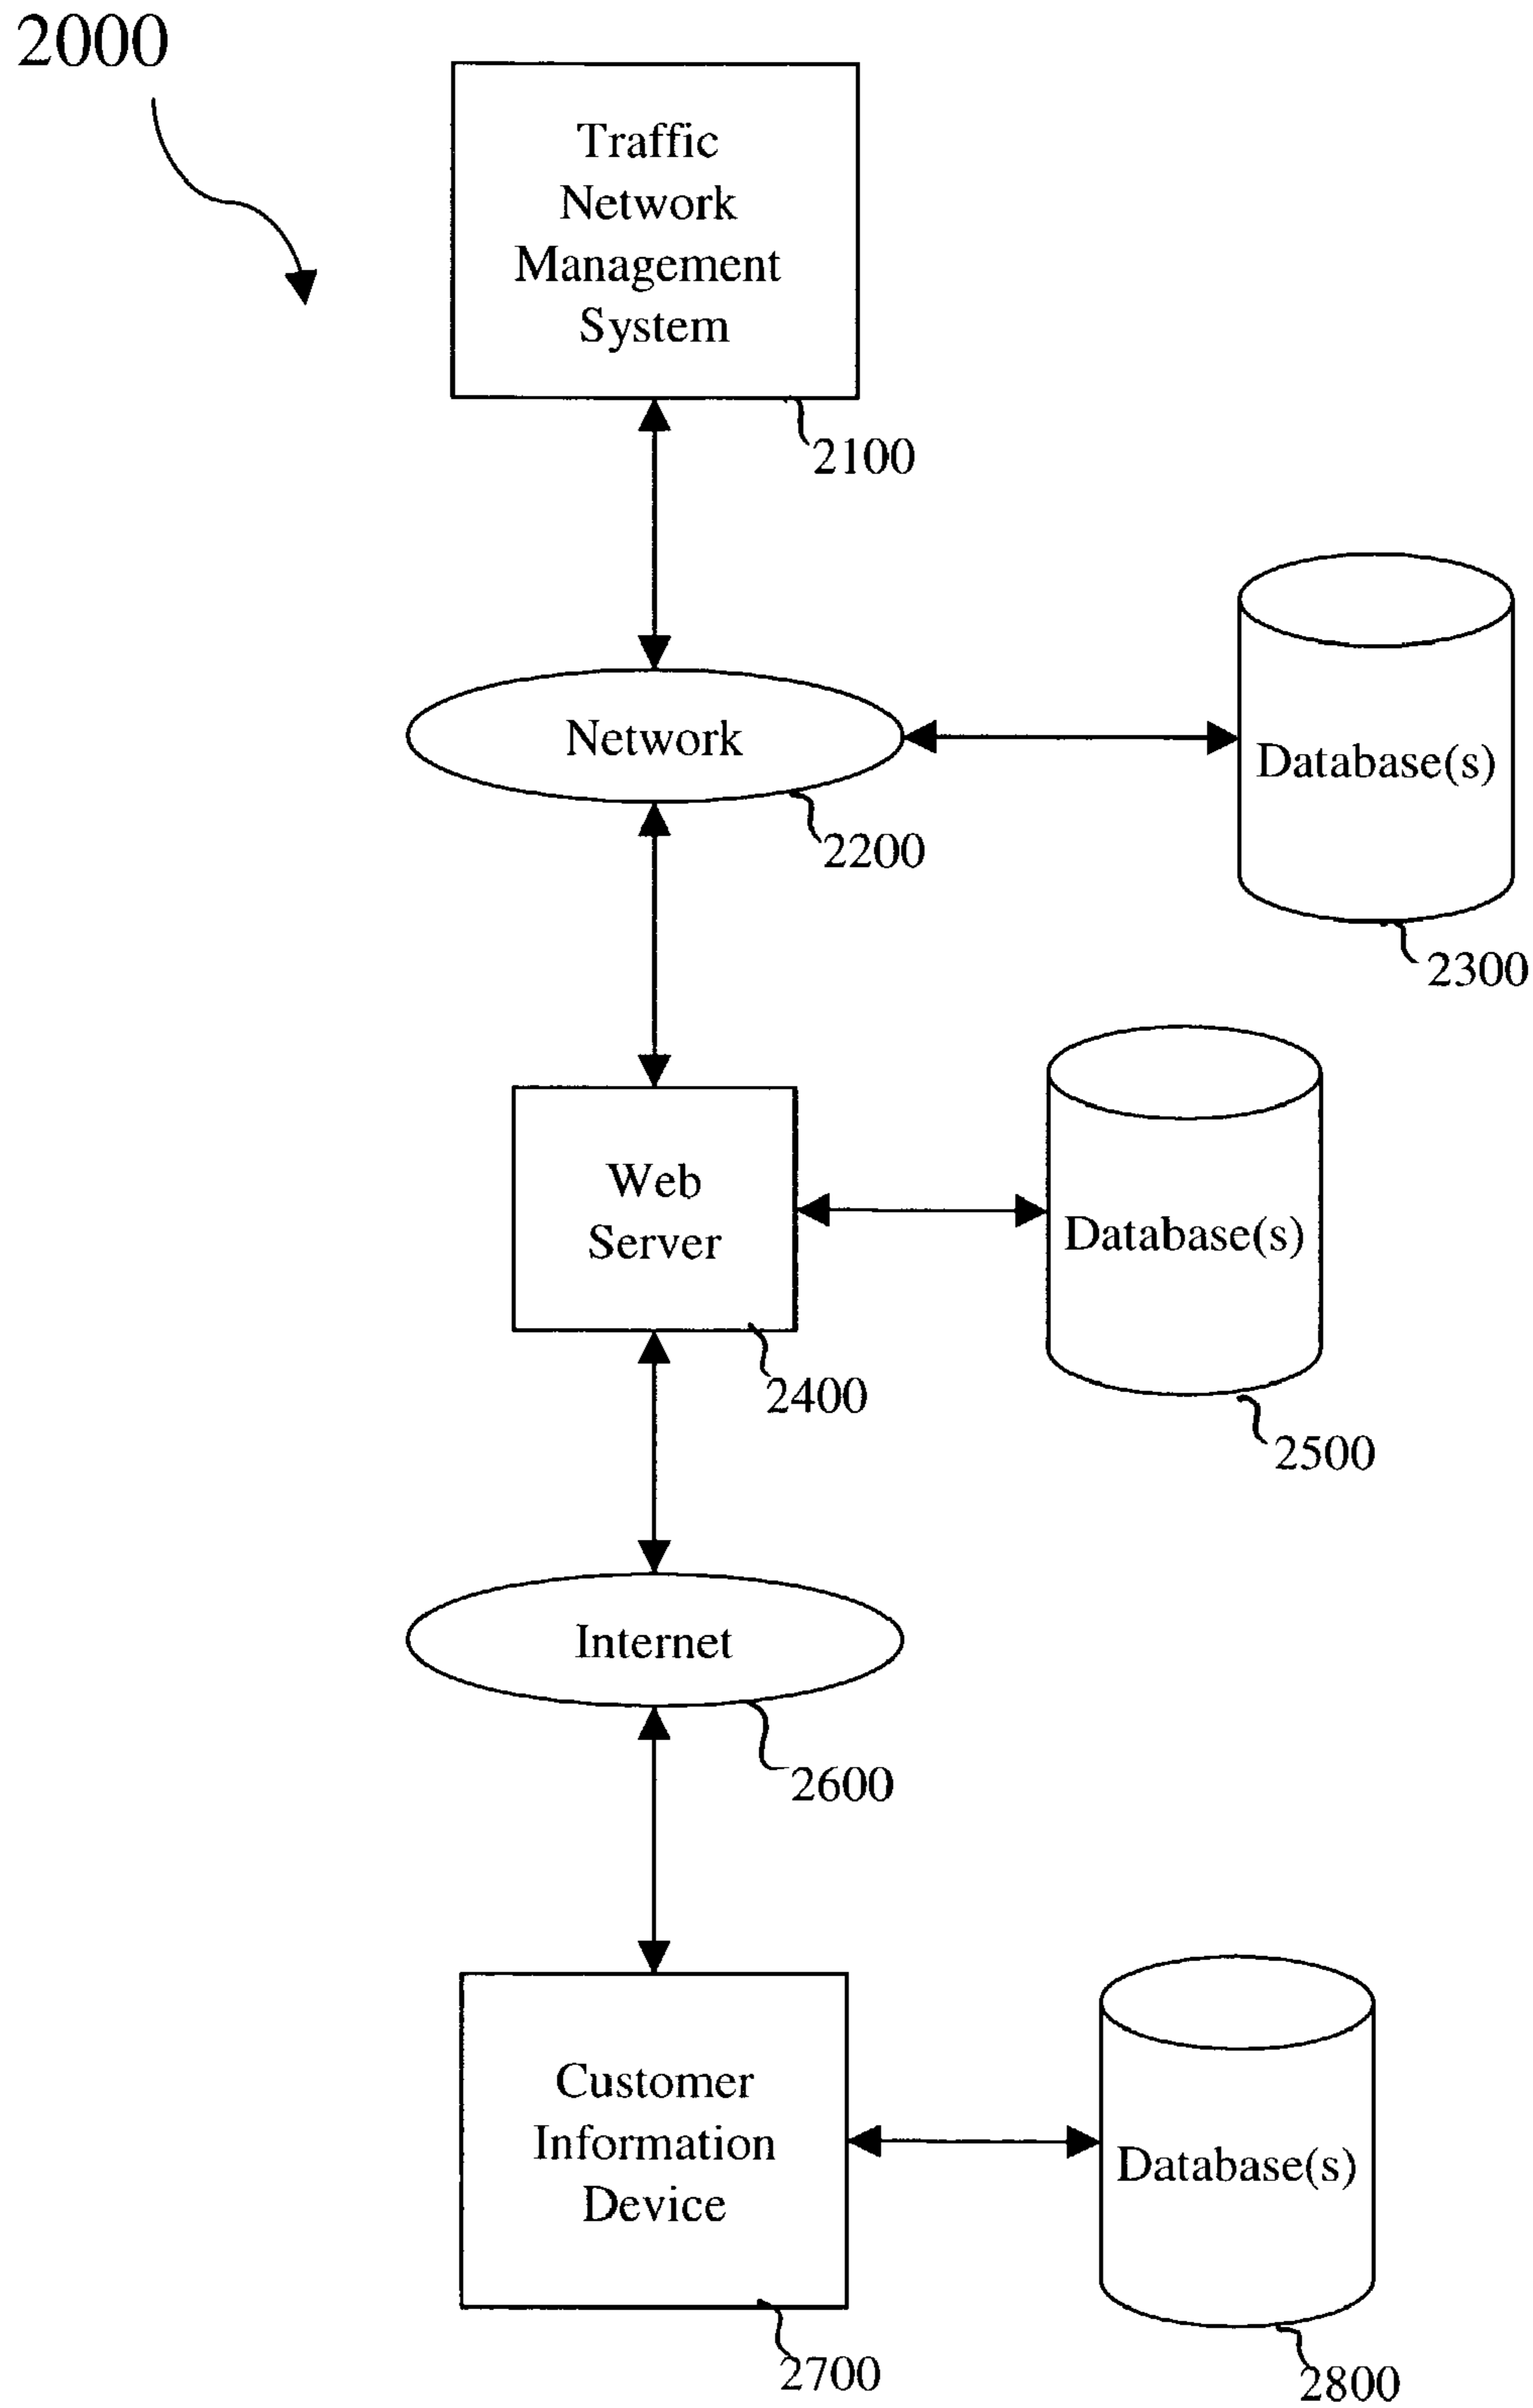 2000
Traffic
Network
Management
System
2100
Network
Database(s)
2200
2300
Web
Server
Database(s)
2400
2500
Internet
2600
Customer
Information
Device
Database(s)
2700
2800